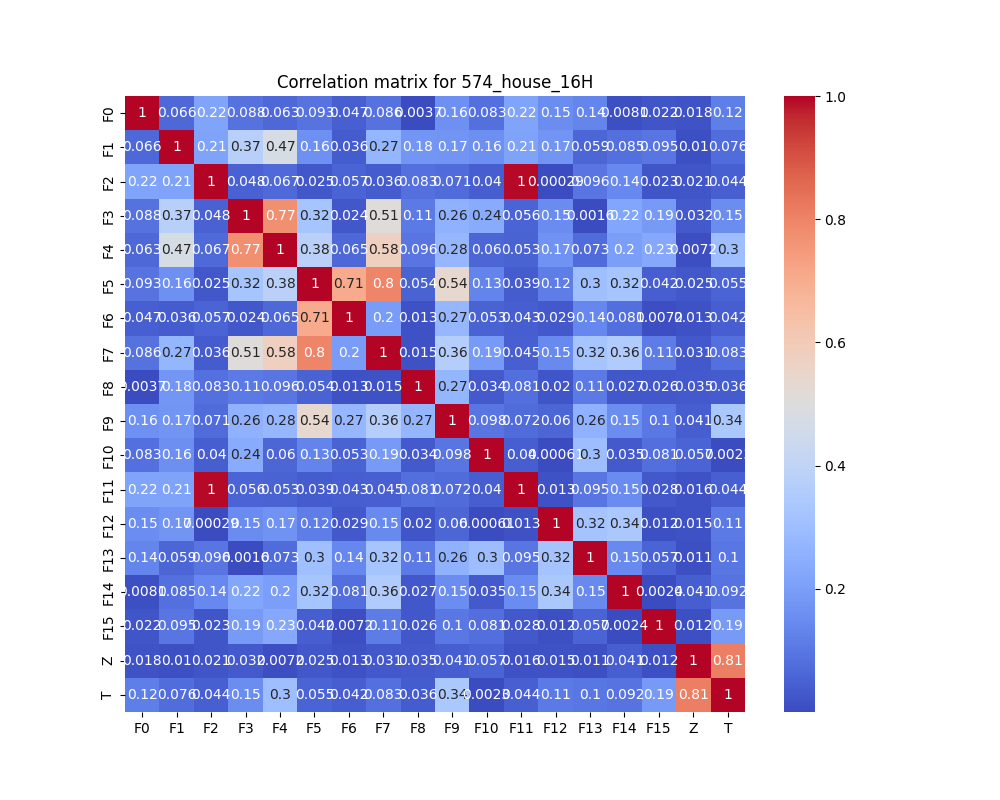 Correlation matrix for 574_house_16H
F0 1 0.066 0.22 0.088 0.063 0.093 0.047 0.086 0.0037 0.16 0.083 0.22 0.15 0.14 0.0081 0.022 0.018 0.12
F1 0.066 1 0.21 0.37 0.47 0.16 0.036 0.27 0.18 0.17 0.16 0.21 0.17 0.059 0.085 0.095 0.01 0.076
F2 0.22 0.21 1 0.048 0.067 0.025 0.057 0.036 0.083 0.071 0.04 1 0.00029 0.096 0.14 0.023 0.021 0.044
F3 0.088 0.37 0.048 1 0.77 0.32 0.024 0.51 0.11 0.26 0.24 0.056 0.15 0.0016 0.22 0.19 0.032 0.15
F4 0.063 0.47 0.067 0.77 1 0.38 0.065 0.58 0.096 0.28 0.06 0.053 0.17 0.073 0.2 0.23 0.0072 0.3
F5 0.093 0.16 0.025 0.32 0.38 1 0.71 0.8 0.054 0.54 0.13 0.039 0.12 0.3 0.32 0.042 0.025 0.055
F6 0.047 0.036 0.057 0.024 0.065 0.71 1 0.2 0.013 0.27 0.053 0.043 0.029 0.14 0.081 0.0072 0.013 0.042
F7 0.086 0.27 0.036 0.51 0.58 0.8 0.2 1 0.015 0.36 0.19 0.045 0.15 0.32 0.36 0.11 0.031 0.083
F8 0.0037 0.18 0.083 0.11 0.096 0.054 0.013 0.015 1 0.27 0.034 0.081 0.02 0.11 0.027 0.026 0.035 0.036
F9 0.16 0.17 0.071 0.26 0.28 0.54 0.27 0.36 0.27 1 0.098 0.072 0.06 0.26 0.15 0.1 0.041 0.34
F10 0.083 0.16 0.04 0.24 0.06 0.13 0.053 0.19 0.034 0.098 1 0.04 0.00061 0.3 0.035 0.081 0.057 0.0023
F11 0.22 0.21 1 0.056 0.053 0.039 0.043 0.045 0.081 0.072 0.04 1 0.013 0.095 0.15 0.028 0.016 0.044
F12 0.15 0.17 0.00029 0.15 0.17 0.12 0.029 0.15 0.02 0.06 0.00061 0.013 1 0.32 0.34 0.012 0.015 0.11
F13 0.14 0.059 0.096 0.0016 0.073 0.3 0.14 0.32 0.11 0.26 0.3 0.095 0.32 1 0.15 0.057 0.011 0.1
F14 0.0081 0.085 0.14 0.22 0.2 0.32 0.081 0.36 0.027 0.15 0.035 0.15 0.34 0.15 1 0.0024 0.041 0.092
F15 0.022 0.095 0.023 0.19 0.23 0.042 0.0072 0.11 0.026 0.1 0.081 0.028 0.012 0.057 0.0024 1 0.012 0.19
Z 0.018 0.01 0.021 0.032 0.0072 0.025 0.013 0.031 0.035 0.041 0.057 0.016 0.015 0.011 0.041 0.012 1 0.81
T 0.12 0.076 0.044 0.15 0.3 0.055 0.042 0.083 0.036 0.34 0.0023 0.044 0.11 0.1 0.092 0.19 0.81 1
F0 F1 F2 F3 F4 F5 F6 F7 F8 F9 F10 F11 F12 F13 F14 F15 Z T
1.0
0.8
0.6
0.4
0.2